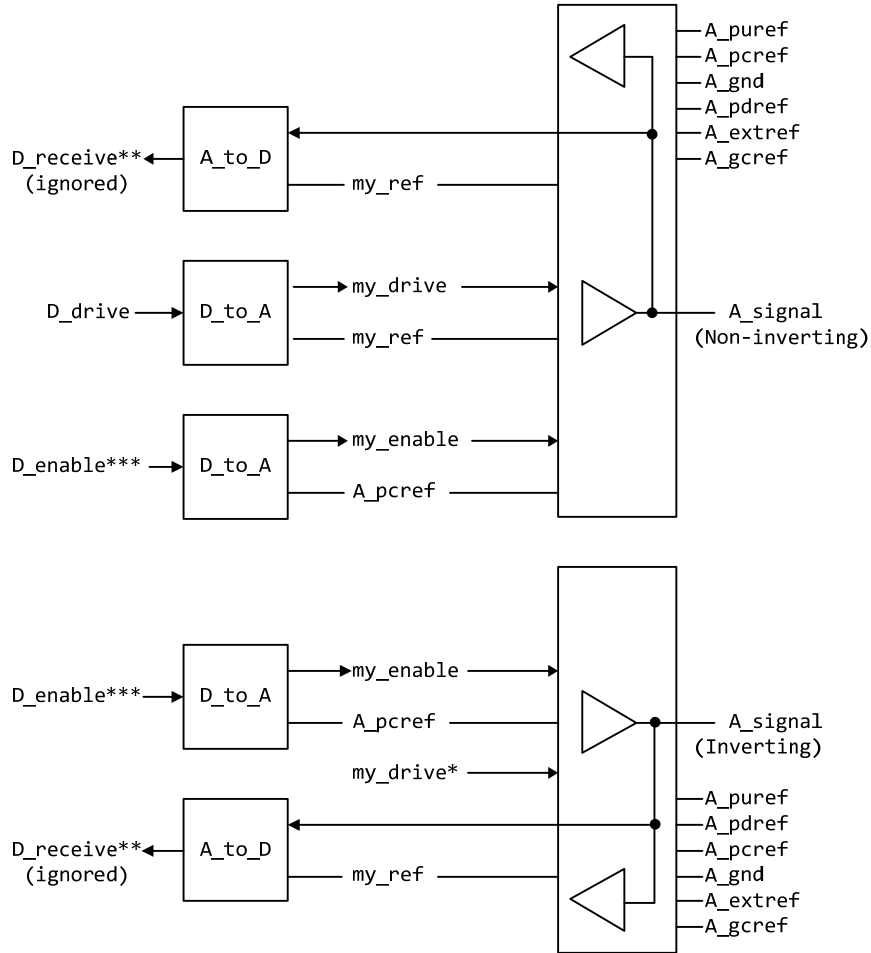 A_puref
A_pcref
A_gnd
A_pdref
A_extref
A_gcref
D_receive**
(ignored)
A_to_D
my_ref
D_drive
D_to_A
my_drive
my_ref
A_signal
(Non-inverting)
D_enable***
D_to_A
my_enable
A_pcref
D_enable***
D_to_A
my_enable
A_pcref
A_signal
(Inverting)
my_drive*
D_receive**
(ignored)
A_to_D
my_ref
A_puref
A_pdref
A_pcref
A_gnd
A_extref
A_gcref